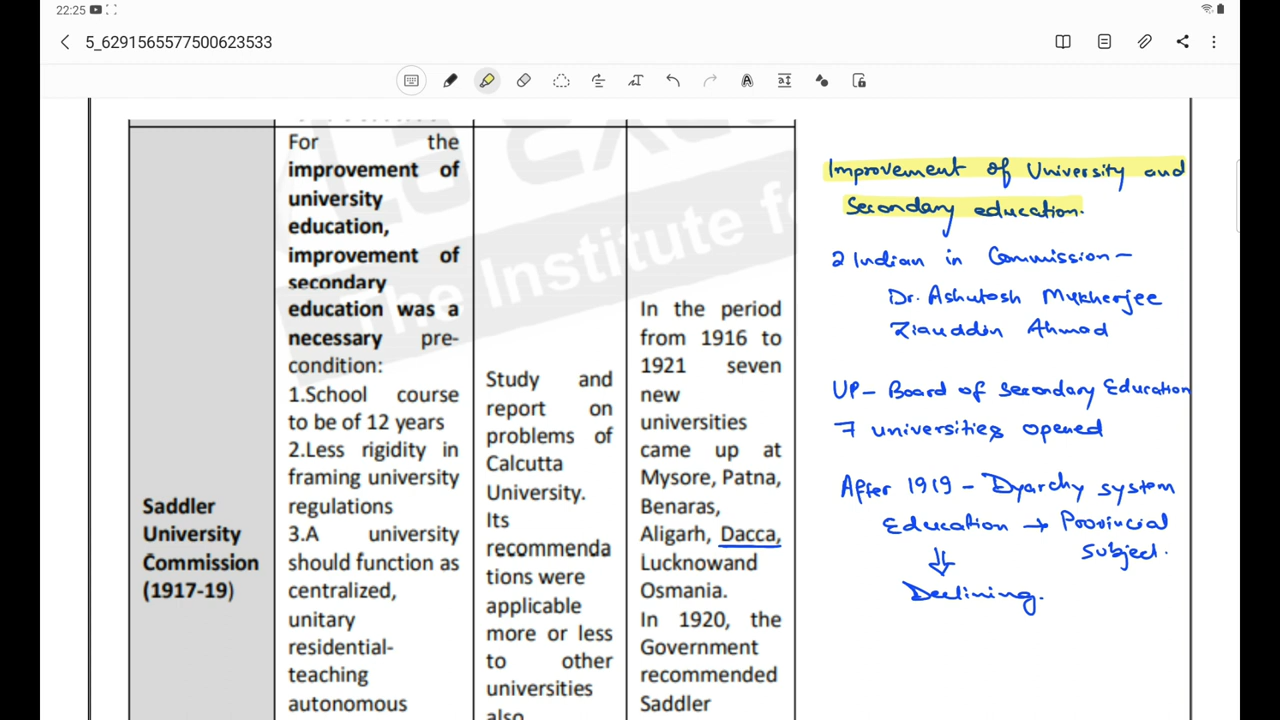 22:25
5_6291565577500623533
For the
improvement of
university
education,
improvement of
secondary
education was a
necessary pre-
condition:
1.School course
to be of 12 years
2.Less rigidity in
framing university
regulations
3.A university
should function as
centralized,
unitary
residential-
teaching
autonomous
Saddler
University
Commission
(1917-19)
Study and
report on
problems of
Calcutta
University.
Its
recommenda
tions were
applicable
more or less
to other
universities
also
In the period
from 1916 to
1921 seven
new
universities
came up at
Mysore, Patna,
Benaras,
Aligarh, Dacca,
Lucknowand
Osmania.
In 1920, the
Government
recommended
Saddler
The Institute fo
Improvement of University and
Secondary education.
2 Indian in Commission –
Dr. Ashutosh Mukherjee
Ziauddin Ahmad
UP – Board of Secondary Education
7 universities opened
After 1919 – Dyarchy system
Education → Provincial
subject.
⇓
Declining.